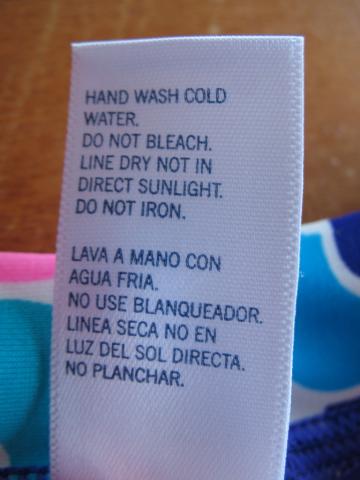 HAND WASH COLD
WATER.
DO NOT BLEACH.
LINE DRY NOT IN
DIRECT SUNLIGHT.
DO NOT IRON.
LAVA A MANO CON
AGUA FRIA.
NO USE BLANQUEADOR.
LINEA SECA NO EN
LUZ DEL SOL DIRECTA.
NO PLANCHAR.